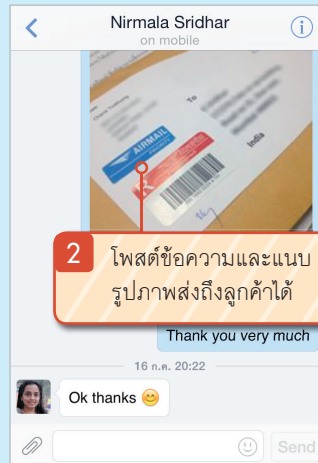 Nirmala Sridhar
on mobile
To
AIRMAIL
India
2
โพสต์ข้อความและแนบ
รูปภาพส่งถึงลูกค้าได้
Thank you very much
16 ก.ค. 20:22
Ok thanks 😊
Send